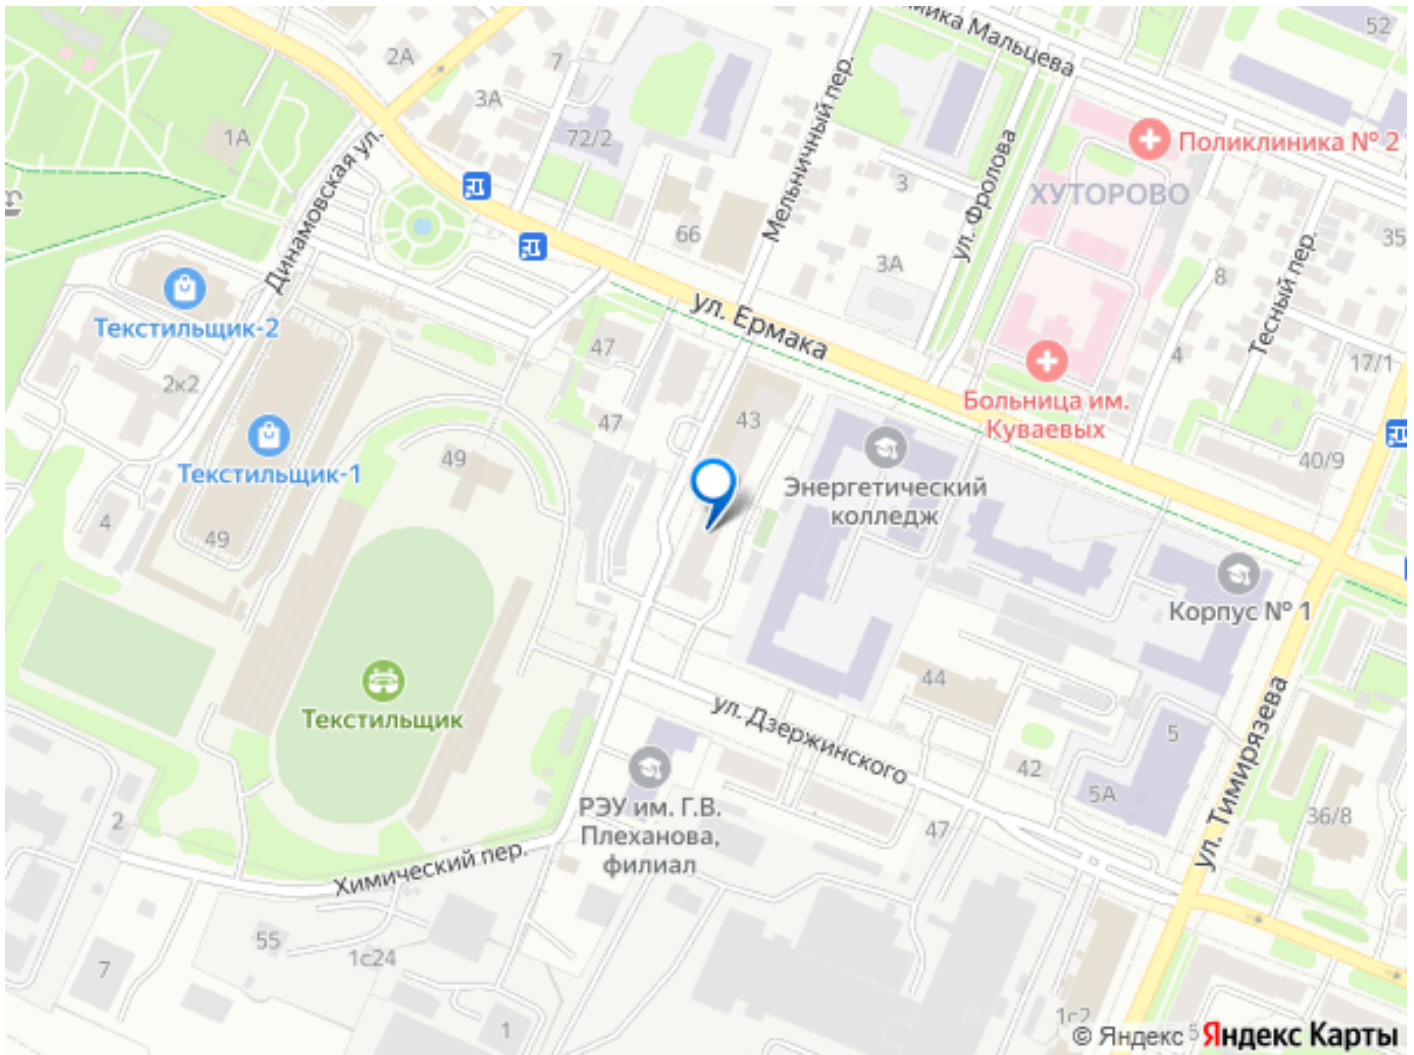 52
2А
7
ул. Академика Мальцева
3А
1А
72/2
Поликлиника № 2
Мельничный пер.
Динамовская ул.
3
ул. Фролова
ХУТОРОВО
66
35
3А
8
Тесный пер.
Текстильщик-2
ул. Ермака
47
4
17/1
2к2
Больница им.
Куваевых
47
43
49
40/9
Текстильщик-1
Энергетический
колледж
4
49
Корпус № 1
44
Текстильщик
ул. Дзержинского
5
ул. Тимирязева
42
5А
РЭУ им. Г.В.
Плеханова,
филиал
2
47
36/8
Химический пер.
55
1с24
7
1
1с2
© Яндекс 5 Яндекс Карты